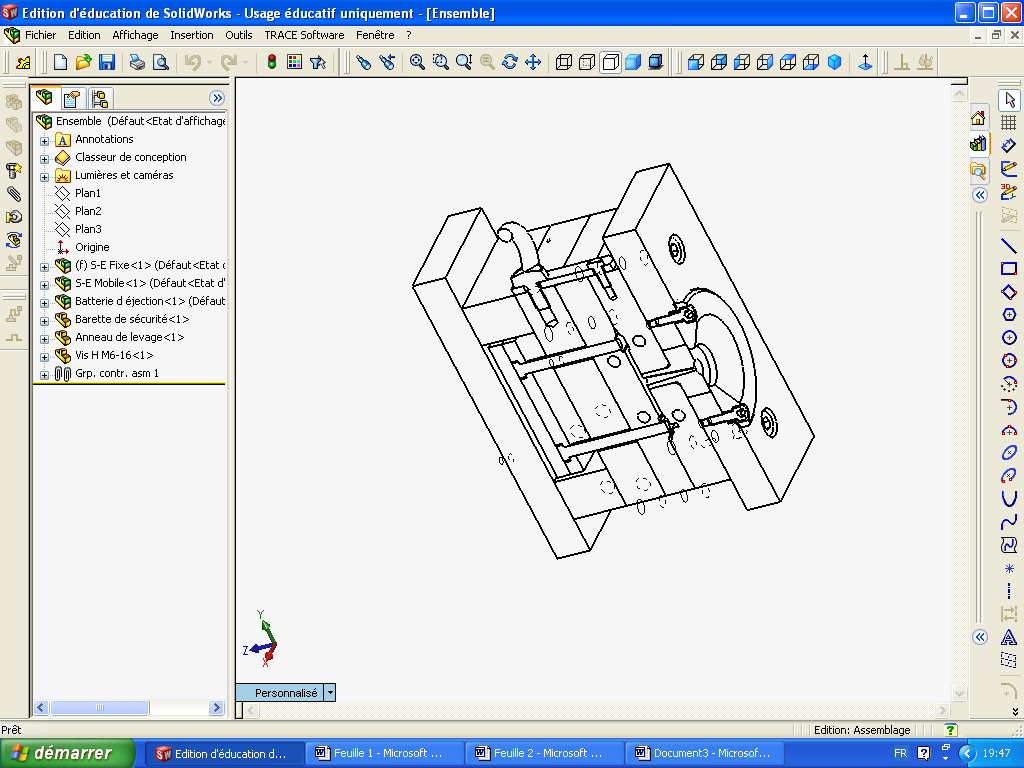 Edition d'éducation de SolidWorks - Usage éducatif uniquement - [Ensemble]
Fichier Edition Affichage Insertion Outils TRACE Software Fenêtre ?
Ensemble (Défaut<Etat d'affichage
A Annotations
Classeur de conception
Lumières et caméras
Plan1
Plan2
Plan3
Origine
(f) S-E Fixe<1> (Défaut<Etat d
S-E Mobile<1> (Défaut<Etat d'
Batterie d éjection<1> (Défaut
Barette de sécurité<1>
Anneau de levage<1>
Vis H M6-16<1>
Grp. contr. asm 1
Y
Z
X
Personnalisé
Prêt
Edition: Assemblage
démarrer
Edition d'éducation d...
Feuille 1 - Microsoft ...
Feuille 2 - Microsoft ...
Document3 - Microsof...
FR
19:47